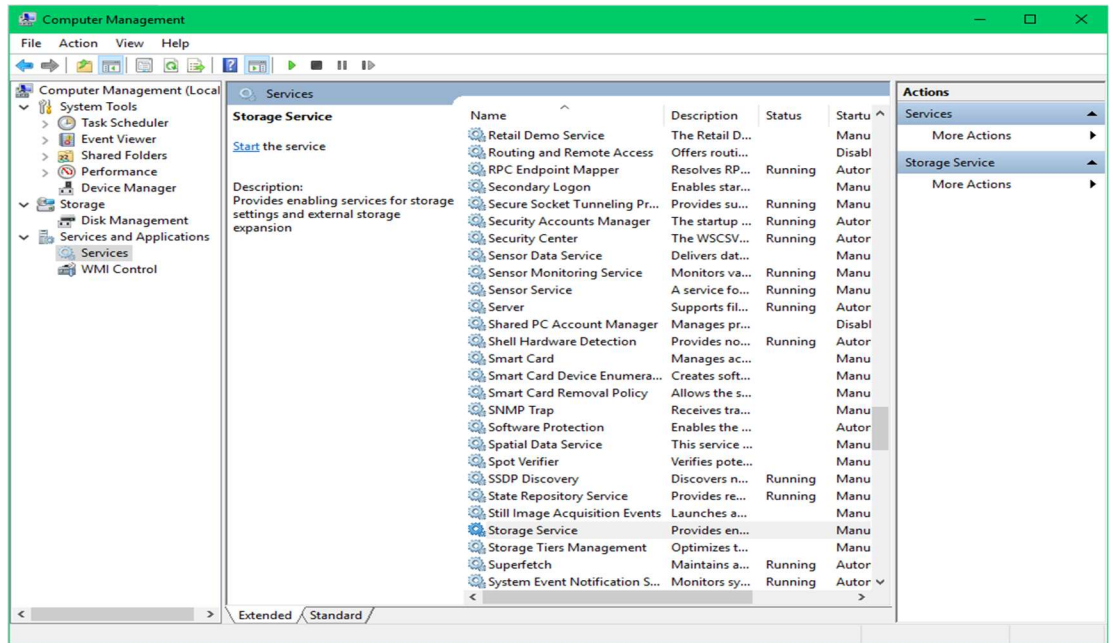 Computer Management
File Action View Help
Computer Management (Local
System Tools
Task Scheduler
Event Viewer
Shared Folders
Performance
Device Manager
Storage
Disk Management
Services and Applications
Services
WMI Control
Services
Storage Service
Start the service
Description:
Provides enabling services for storage
settings and external storage
expansion
Name Description Status Startu
Retail Demo Service The Retail D... Manu
Routing and Remote Access Offers routi... Disabl
RPC Endpoint Mapper Resolves RP... Running Autor
Secondary Logon Enables star... Manu
Secure Socket Tunneling Pr... Provides su... Running Manu
Security Accounts Manager The startup ... Running Autor
Security Center The WSCSV... Running Autor
Sensor Data Service Delivers dat... Manu
Sensor Monitoring Service Monitors va... Running Manu
Sensor Service A service fo... Running Manu
Server Supports fil... Running Autor
Shared PC Account Manager Manages pr... Disabl
Shell Hardware Detection Provides no... Running Autor
Smart Card Manages ac... Manu
Smart Card Device Enumera... Creates soft... Manu
Smart Card Removal Policy Allows the s... Manu
SNMP Trap Receives tra... Manu
Software Protection Enables the ... Autor
Spatial Data Service This service ... Manu
Spot Verifier Verifies pote... Manu
SSDP Discovery Discovers n... Running Manu
State Repository Service Provides re... Running Manu
Still Image Acquisition Events Launches a... Manu
Storage Service Provides en... Manu
Storage Tiers Management Optimizes t... Manu
Superfetch Maintains a... Running Autor
System Event Notification S... Monitors sy... Running Autor
Extended Standard
Actions
Services
More Actions
Storage Service
More Actions